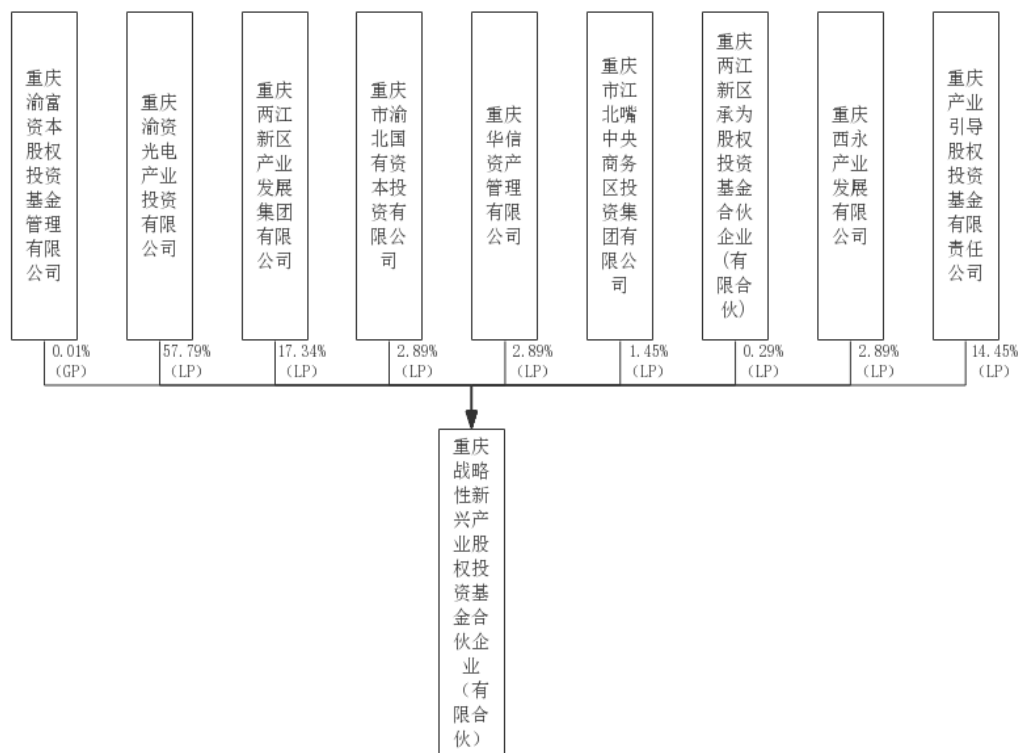 重庆
渝富
资本
股权
投资
基金
管理
有限
公司
重庆
渝资
光电
产业
投资
有限
公司
重庆
两江
新区
产业
发展
集团
有限
公司
重庆
市渝
北国
有资
本投
资有
限公
司
重庆
华信
资产
管理
有限
公司
重庆
市江
北嘴
中央
商务
区投
资集
团有
限公
司
重庆
两江
新区
承为
股权
投资
基金
合伙
企业
(有
限合
伙)
重庆
西永
产业
发展
有限
公司
重庆
产业
引导
股权
投资
基金
有限
责任
公司
0.01%
(GP)
57.79%
(LP)
17.34%
(LP)
2.89%
(LP)
2.89%
(LP)
1.45%
(LP)
0.29%
(LP)
2.89%
(LP)
14.45%
(LP)
重庆
战略
性新
兴产
业股
权投
资基
金合
伙企
业
（有
限合
伙）